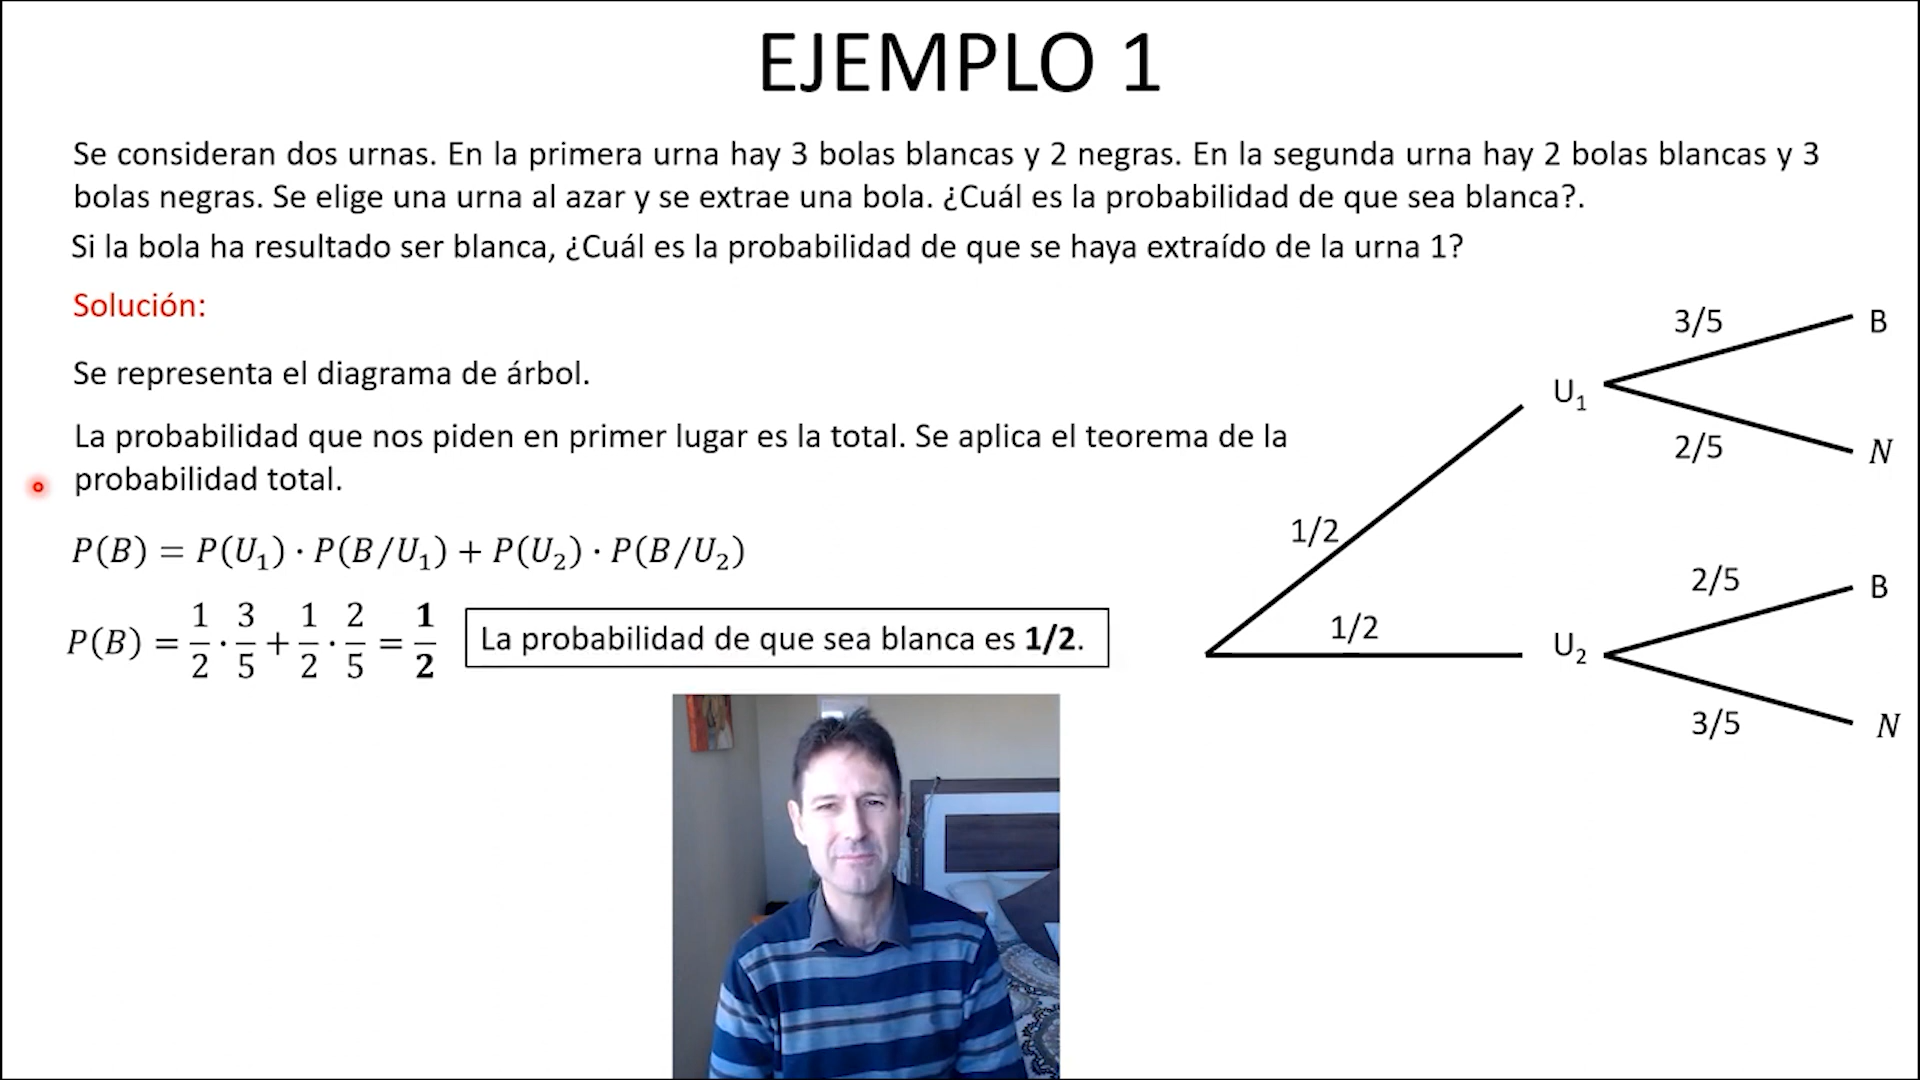 EJEMPLO 1
Se consideran dos urnas. En la primera urna hay 3 bolas blancas y 2 negras. En la segunda urna hay 2 bolas blancas y 3
bolas negras. Se elige una urna al azar y se extrae una bola. ¿Cuál es la probabilidad de que sea blanca?.
Si la bola ha resultado ser blanca, ¿Cuál es la probabilidad de que se haya extraído de la urna 1?
Solución:
Se representa el diagrama de árbol.
La probabilidad que nos piden en primer lugar es la total. Se aplica el teorema de la
probabilidad total.
P(B) = P(U₁) · P(B/U₁) + P(U₂) · P(B/U₂)
P(B) = 1/2 · 3/5 + 1/2 · 2/5 = 1/2
La probabilidad de que sea blanca es 1/2.
3/5
B
U₁
2/5
N
1/2
2/5
B
1/2
U₂
3/5
N